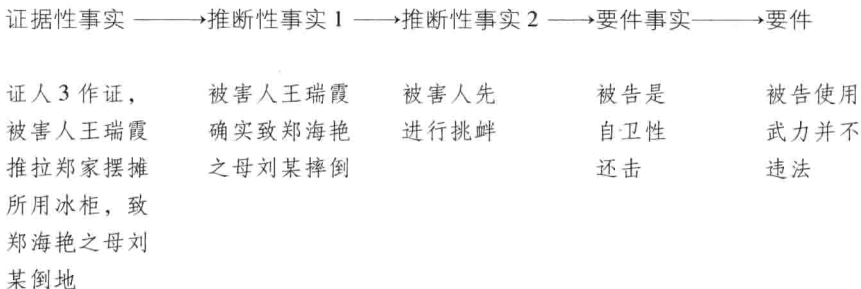 证据性事实 ——→推断性事实 1 ——→推断性事实 2 ——→要件事实——→要件
证人 3 作证， 被害人王瑞霞 被害人先 被告是 被告使用
被害人王瑞霞 确实致郑海艳 进行挑衅 自卫性 武力并不
推拉郑家摆摊 之母刘某摔倒 还击 违法
所用冰柜，致
郑海艳之母刘
某倒地